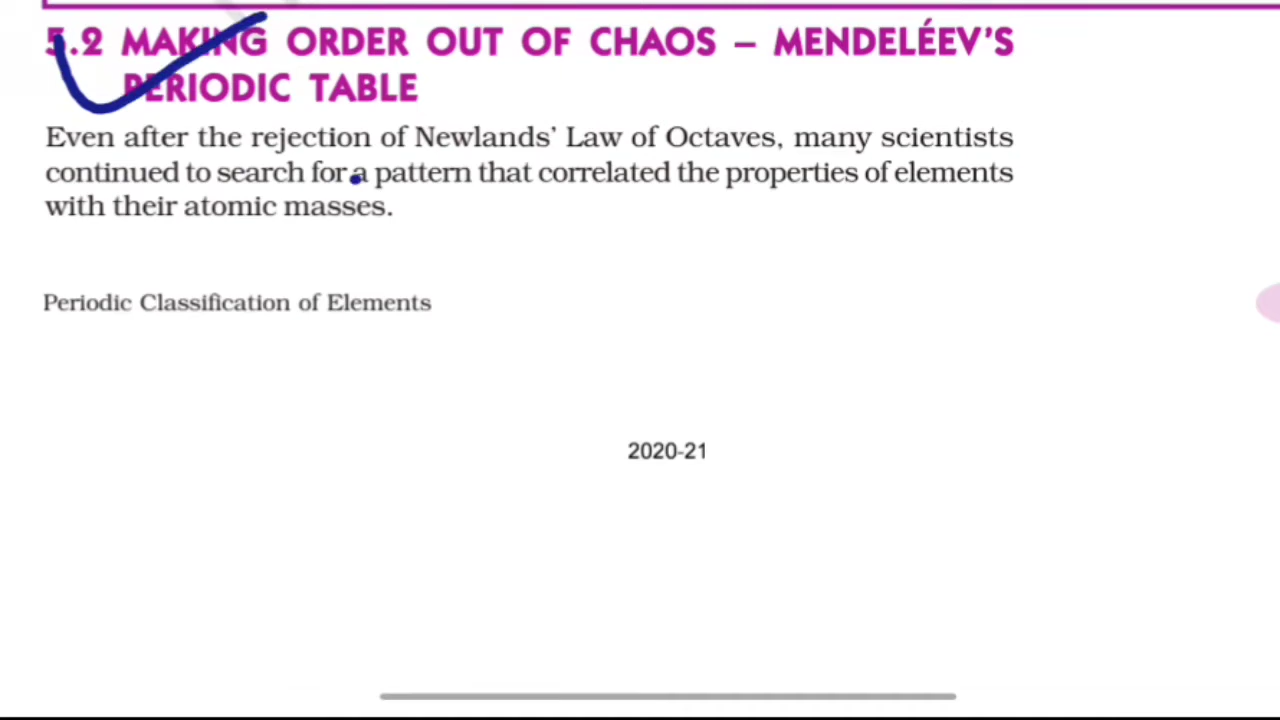 5.2 MAKING ORDER OUT OF CHAOS – MENDELÉEV’S
PERIODIC TABLE
Even after the rejection of Newlands’ Law of Octaves, many scientists
continued to search for a pattern that correlated the properties of elements
with their atomic masses.
Periodic Classification of Elements
2020-21